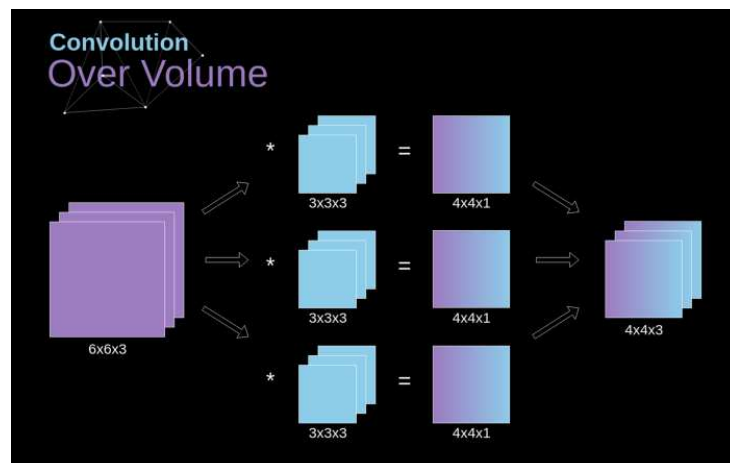 Convolution
Over Volume
* 3x3x3 = 4x4x1
6x6x3
* 3x3x3 = 4x4x1
4x4x3
* 3x3x3 = 4x4x1